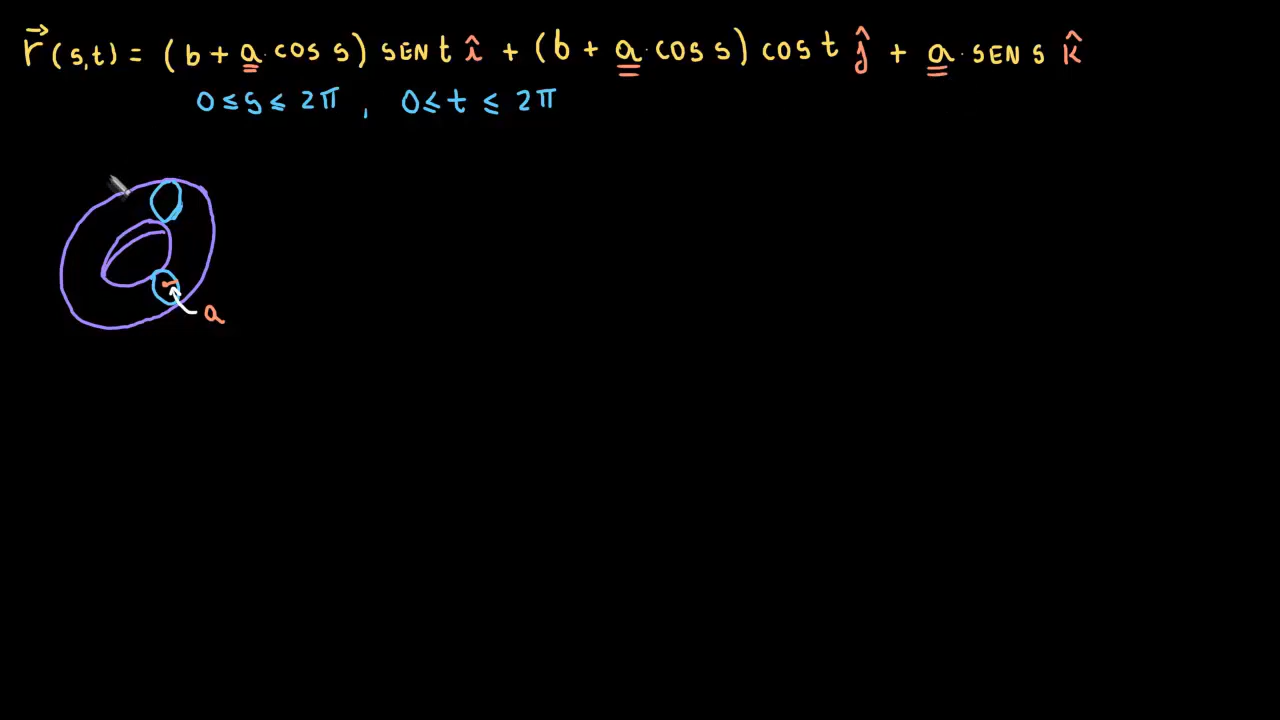 r⃗(s,t) = (b + a·cos s) SEN t î + (b + a·cos s) cos t ĵ + a·SEN s k̂
0 ≤ s ≤ 2π , 0 ≤ t ≤ 2π
a